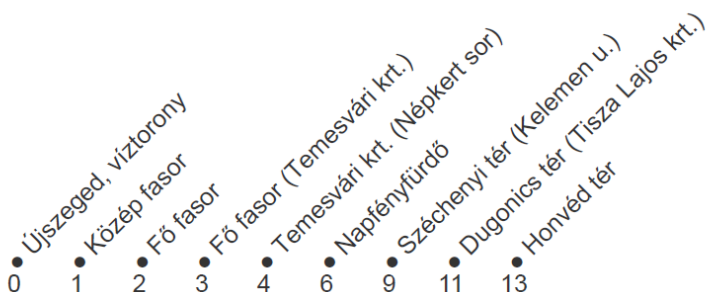 Újszeged, víztorony
Közép fasor
Fő fasor
Fő fasor (Temesvári krt.)
Temesvári krt. (Népkert sor)
Napfényfürdő
Széchenyi tér (Kelemen u.)
Dugonics tér (Tisza Lajos krt.)
Honvéd tér
0 1 2 3 4 6 9 11 13